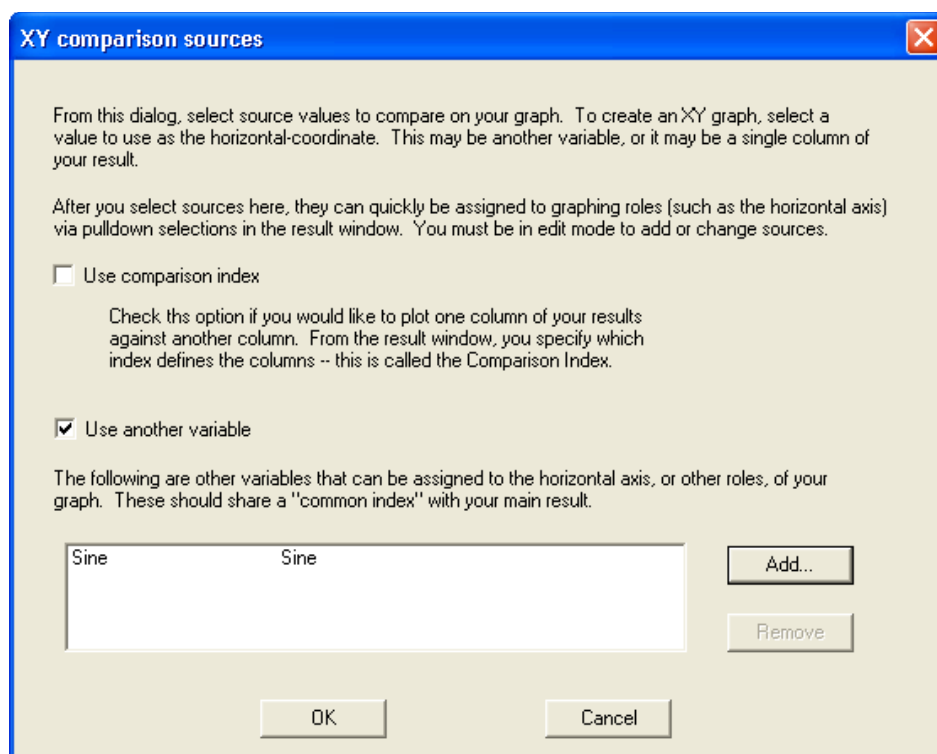 XY comparison sources
From this dialog, select source values to compare on your graph. To create an XY graph, select a
value to use as the horizontal-coordinate. This may be another variable, or it may be a single column of
your result.
After you select sources here, they can quickly be assigned to graphing roles (such as the horizontal axis)
via pulldown selections in the result window. You must be in edit mode to add or change sources.
Use comparison index
Check ths option if you would like to plot one column of your results
against another column. From the result window, you specify which
index defines the columns -- this is called the Comparison Index.
Use another variable
The following are other variables that can be assigned to the horizontal axis, or other roles, of your
graph. These should share a "common index" with your main result.
Sine Sine
Add...
Remove
OK Cancel